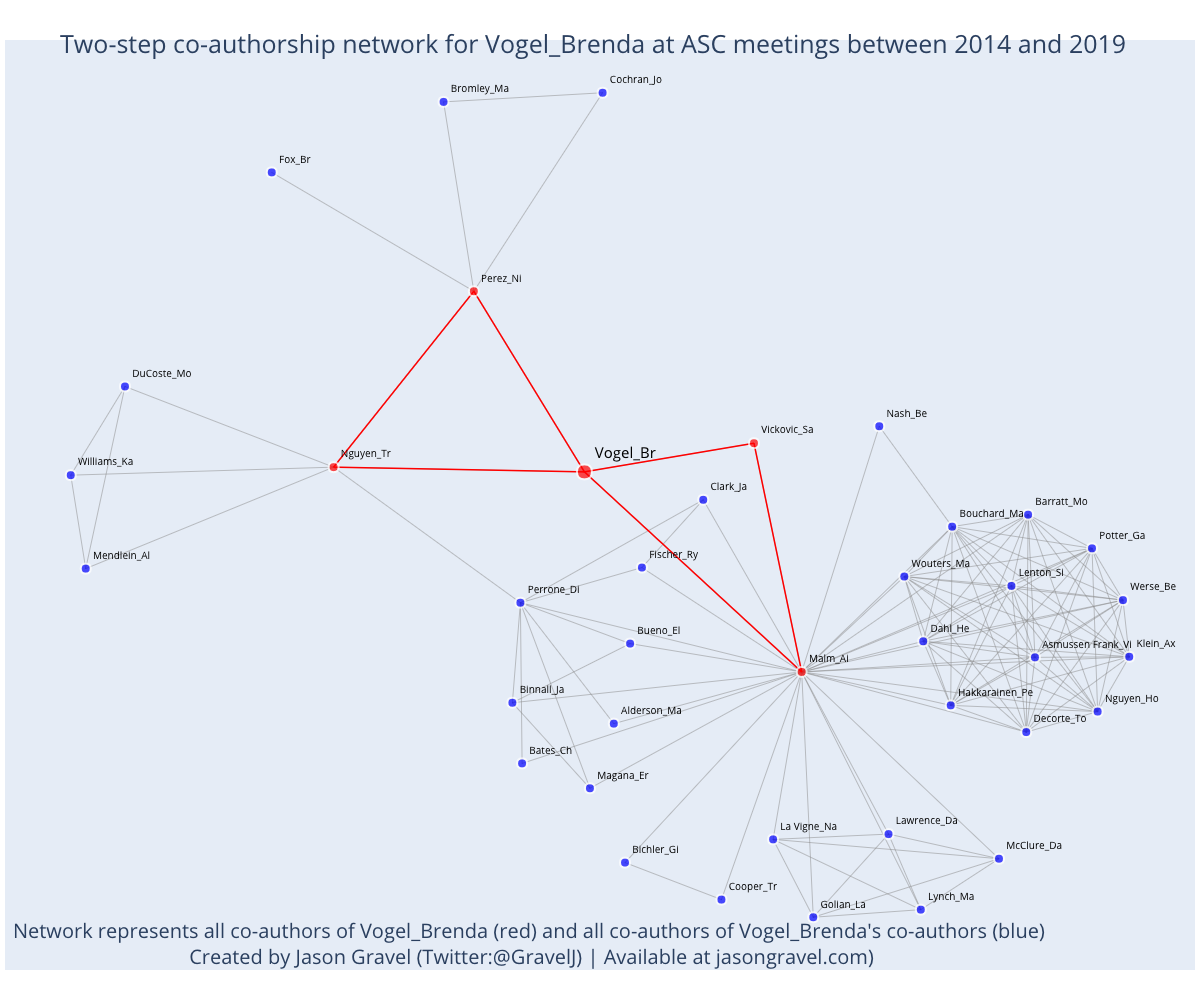 Two-step co-authorship network for Vogel_Brenda at ASC meetings between 2014 and 2019
Cochran_Jo
Bromley_Ma
Fox_Br
Perez_Ni
DuCoste_Mo
Nash_Be
Vickovic_Sa
Nguyen_Tr
Vogel_Br
Williams_Ka
Clark_Ja
Barratt_Mo
Bouchard_Ma
Potter_Ga
Mendlein_Al
Fischer_Ry
Wouters_Ma
Lenton_Si
Werse_Be
Perrone_Di
Bueno_El
Dahl_He
Asmussen Frank_Vi
Klein_Ax
Malm_Ai
Binnall_Ja
Hakkarainen_Pe
Nguyen_Ho
Alderson_Ma
Decorte_To
Bates_Ch
Magana_Er
La Vigne_Na
Lawrence_Da
McClure_Da
Bichler_Gi
Cooper_Tr
Lynch_Ma
Golian_La
Network represents all co-authors of Vogel_Brenda (red) and all co-authors of Vogel_Brenda's co-authors (blue)
Created by Jason Gravel (Twitter:@GravelJ) | Available at jasongravel.com)